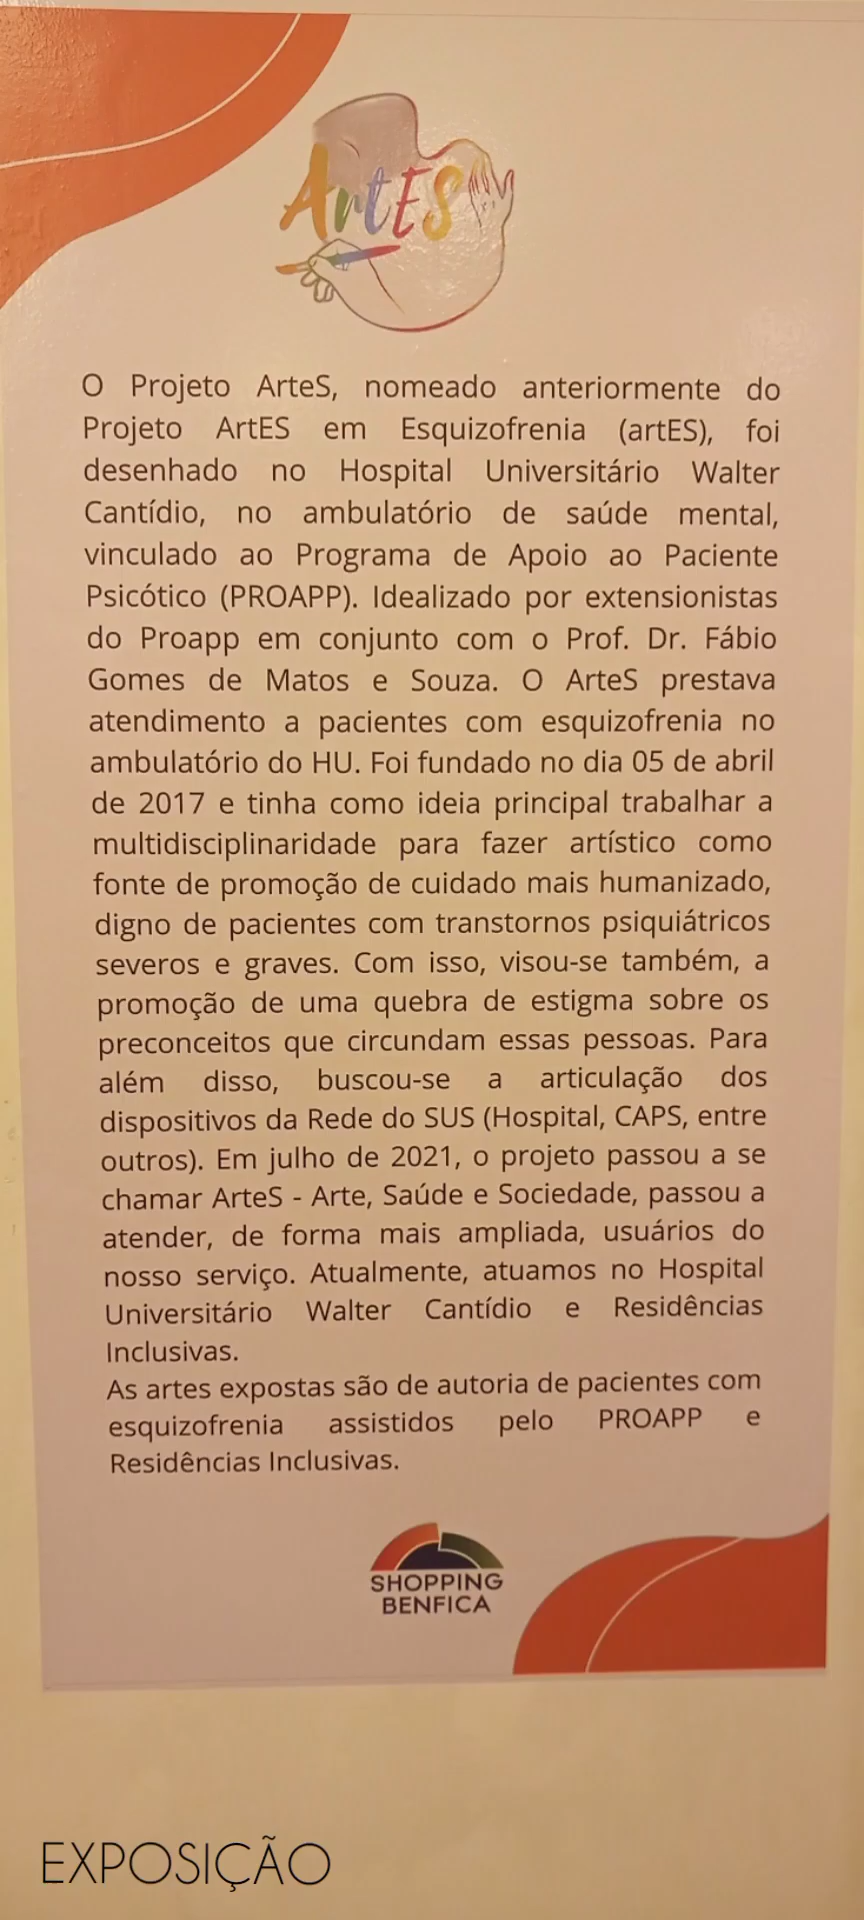 ArtES
O Projeto ArteS, nomeado anteriormente do
Projeto ArtES em Esquizofrenia (artES), foi
desenhado no Hospital Universitário Walter
Cantídio, no ambulatório de saúde mental,
vinculado ao Programa de Apoio ao Paciente
Psicótico (PROAPP). Idealizado por extensionistas
do Proapp em conjunto com o Prof. Dr. Fábio
Gomes de Matos e Souza. O ArteS prestava
atendimento a pacientes com esquizofrenia no
ambulatório do HU. Foi fundado no dia 05 de abril
de 2017 e tinha como ideia principal trabalhar a
multidisciplinaridade para fazer artístico como
fonte de promoção de cuidado mais humanizado,
digno de pacientes com transtornos psiquiátricos
severos e graves. Com isso, visou-se também, a
promoção de uma quebra de estigma sobre os
preconceitos que circundam essas pessoas. Para
além disso, buscou-se a articulação dos
dispositivos da Rede do SUS (Hospital, CAPS, entre
outros). Em julho de 2021, o projeto passou a se
chamar ArteS - Arte, Saúde e Sociedade, passou a
atender, de forma mais ampliada, usuários do
nosso serviço. Atualmente, atuamos no Hospital
Universitário Walter Cantídio e Residências
Inclusivas.
As artes expostas são de autoria de pacientes com
esquizofrenia assistidos pelo PROAPP e
Residências Inclusivas.
SHOPPING
BENFICA
EXPOSIÇÃO